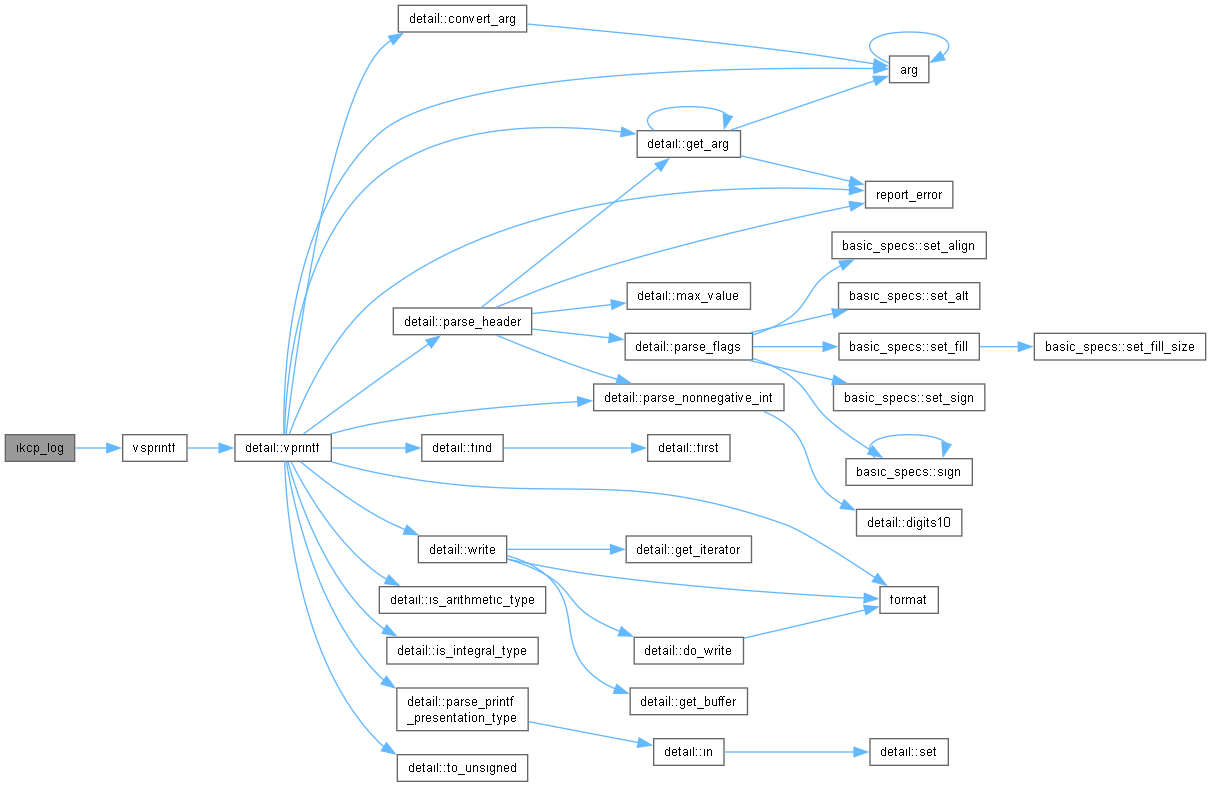 detail::convert_arg
arg
detail::get_arg
report_error
basic_specs::set_align
detail::max_value
basic_specs::set_alt
detail::parse_header
detail::parse_flags
basic_specs::set_fill
basic_specs::set_fill_size
detail::parse_nonnegative_int
basic_specs::set_sign
ikcp_log
vsprintf
detail::vprintf
detail::find
detail::first
basic_specs::sign
detail::digits10
detail::write
detail::get_iterator
detail::is_arithmetic_type
format
detail::is_integral_type
detail::do_write
detail::parse_printf
_presentation_type
detail::get_buffer
detail::in
detail::set
detail::to_unsigned